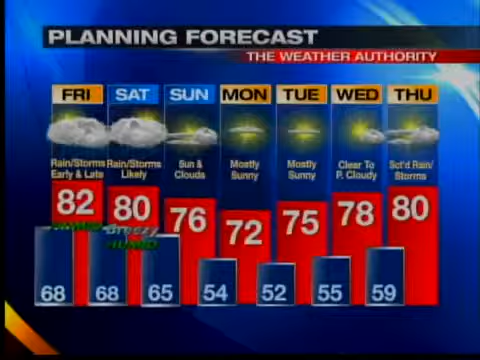 PLANNING FORECAST
THE WEATHER AUTHORITY
FRI SAT SUN MON TUE WED THU
Rain/Storms Rain/Storms Sun & Mostly Mostly Clear To Sct'd Rain/
Early & Late Likely Clouds Sunny Sunny P. Cloudy Storms
82 80 76 72 75 78 80
Breezy
68 68 65 54 52 55 59